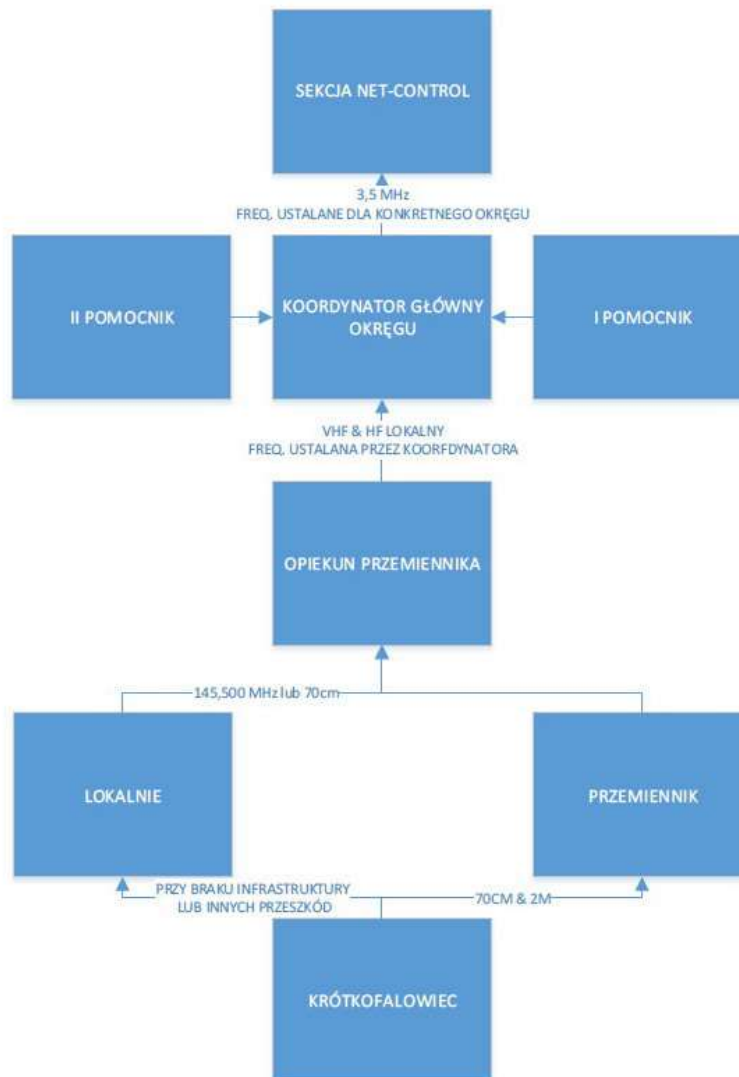 SEKCJA NET-CONTROL
3,5 MHz
FREQ. USTALANE DLA KONKRETNEGO OKRĘGU
II POMOCNIK
KOORDYNATOR GŁÓWNY
OKRĘGU
I POMOCNIK
VHF & HF LOKALNY
FREQ. USTALANA PRZEZ KOORFDYNATORA
OPIEKUN PRZEMIENNIKA
145,500 MHz lub 70cm
LOKALNIE
PRZEMIENNIK
PRZY BRAKU INFRASTRUKTURY
LUB INNYCH PRZESZKÓD
70CM & 2M
KRÓTKOFALOWIEC